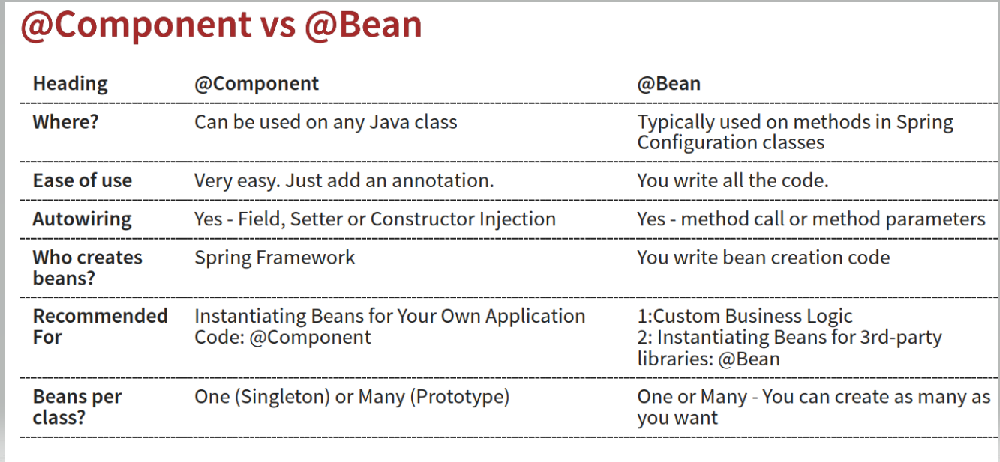 @Component vs @Bean
Heading @Component @Bean
Where? Can be used on any Java class Typically used on methods in Spring
Configuration classes
Ease of use Very easy. Just add an annotation. You write all the code.
Autowiring Yes - Field, Setter or Constructor Injection Yes - method call or method parameters
Who creates Spring Framework You write bean creation code
beans?
Recommended Instantiating Beans for Your Own Application 1:Custom Business Logic
For Code: @Component 2: Instantiating Beans for 3rd-party
libraries: @Bean
Beans per One (Singleton) or Many (Prototype) One or Many - You can create as many as
class? you want